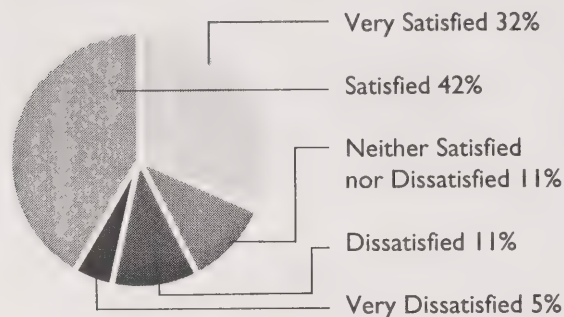 Very Satisfied 32%
Satisfied 42%
Neither Satisfied
nor Dissatisfied 11%
Dissatisfied 11%
Very Dissatisfied 5%